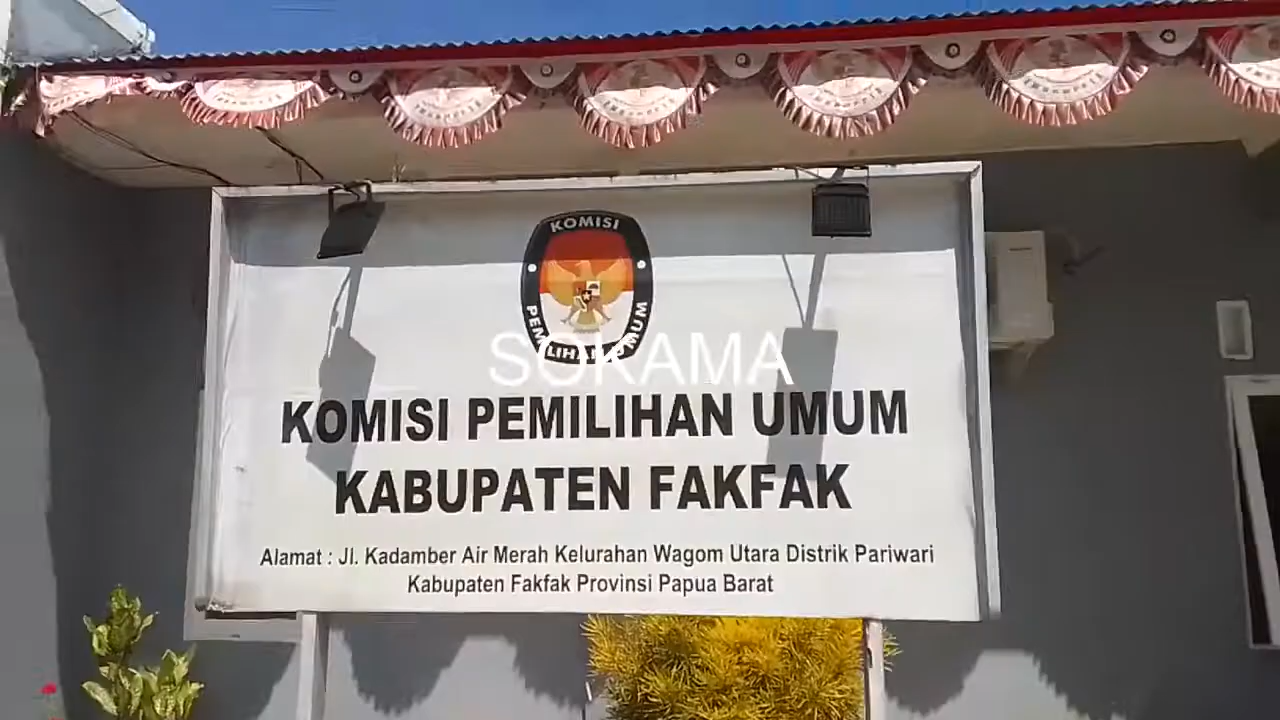 KOMISI
PEMILIHAN UMUM
SOKAMA
KOMISI PEMILIHAN UMUM
KABUPATEN FAKFAK
Alamat : Jl. Kadamber Air Merah Kelurahan Wagom Utara Distrik Pariwari
Kabupaten Fakfak Provinsi Papua Barat